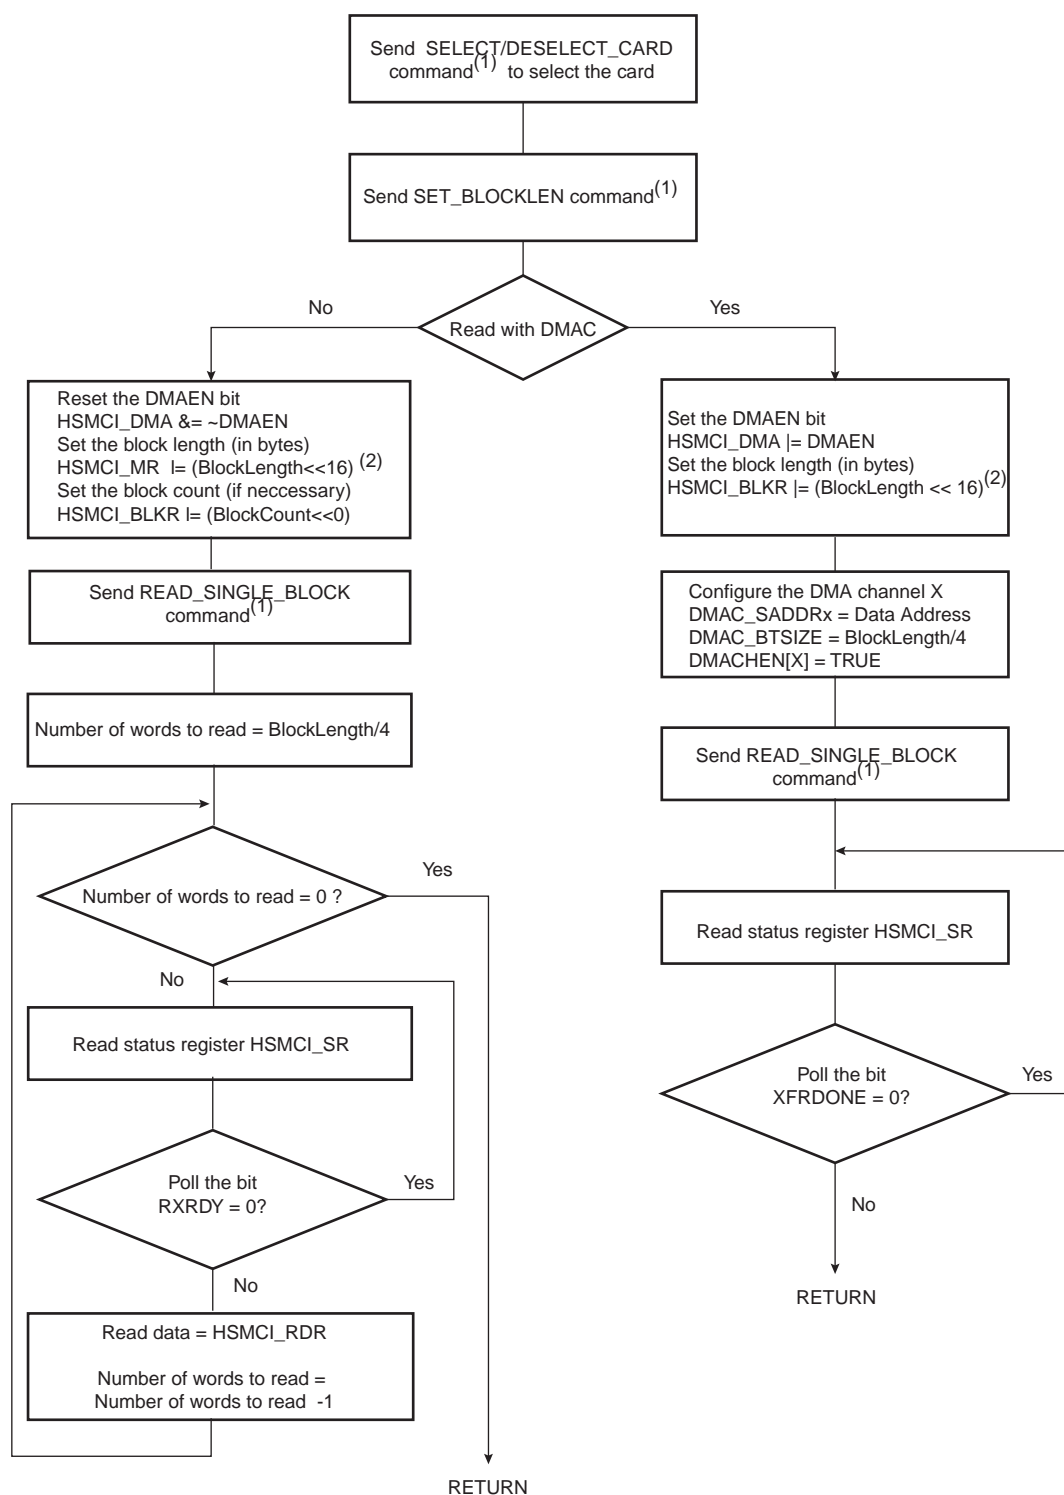 Send SELECT/DESELECT_CARD
command(1) to select the card
Send SET_BLOCKLEN command(1)
No
Yes
Read with DMAC
Reset the DMAEN bit
HSMCI_DMA &= ~DMAEN
Set the block length (in bytes)
HSMCI_MR l= (BlockLength<<16) (2)
Set the block count (if neccessary)
HSMCI_BLKR l= (BlockCount<<0)
Send READ_SINGLE_BLOCK
command(1)
Number of words to read = BlockLength/4
Number of words to read = 0 ?
Yes
No
Read status register HSMCI_SR
Poll the bit
RXRDY = 0?
Yes
No
Read data = HSMCI_RDR
Number of words to read =
Number of words to read -1
RETURN
Set the DMAEN bit
HSMCI_DMA |= DMAEN
Set the block length (in bytes)
HSMCI_BLKR |= (BlockLength << 16)(2)
Configure the DMA channel X
DMAC_SADDRx = Data Address
DMAC_BTSIZE = BlockLength/4
DMACHEN[X] = TRUE
Send READ_SINGLE_BLOCK
command(1)
Read status register HSMCI_SR
Poll the bit
XFRDONE = 0?
Yes
No
RETURN